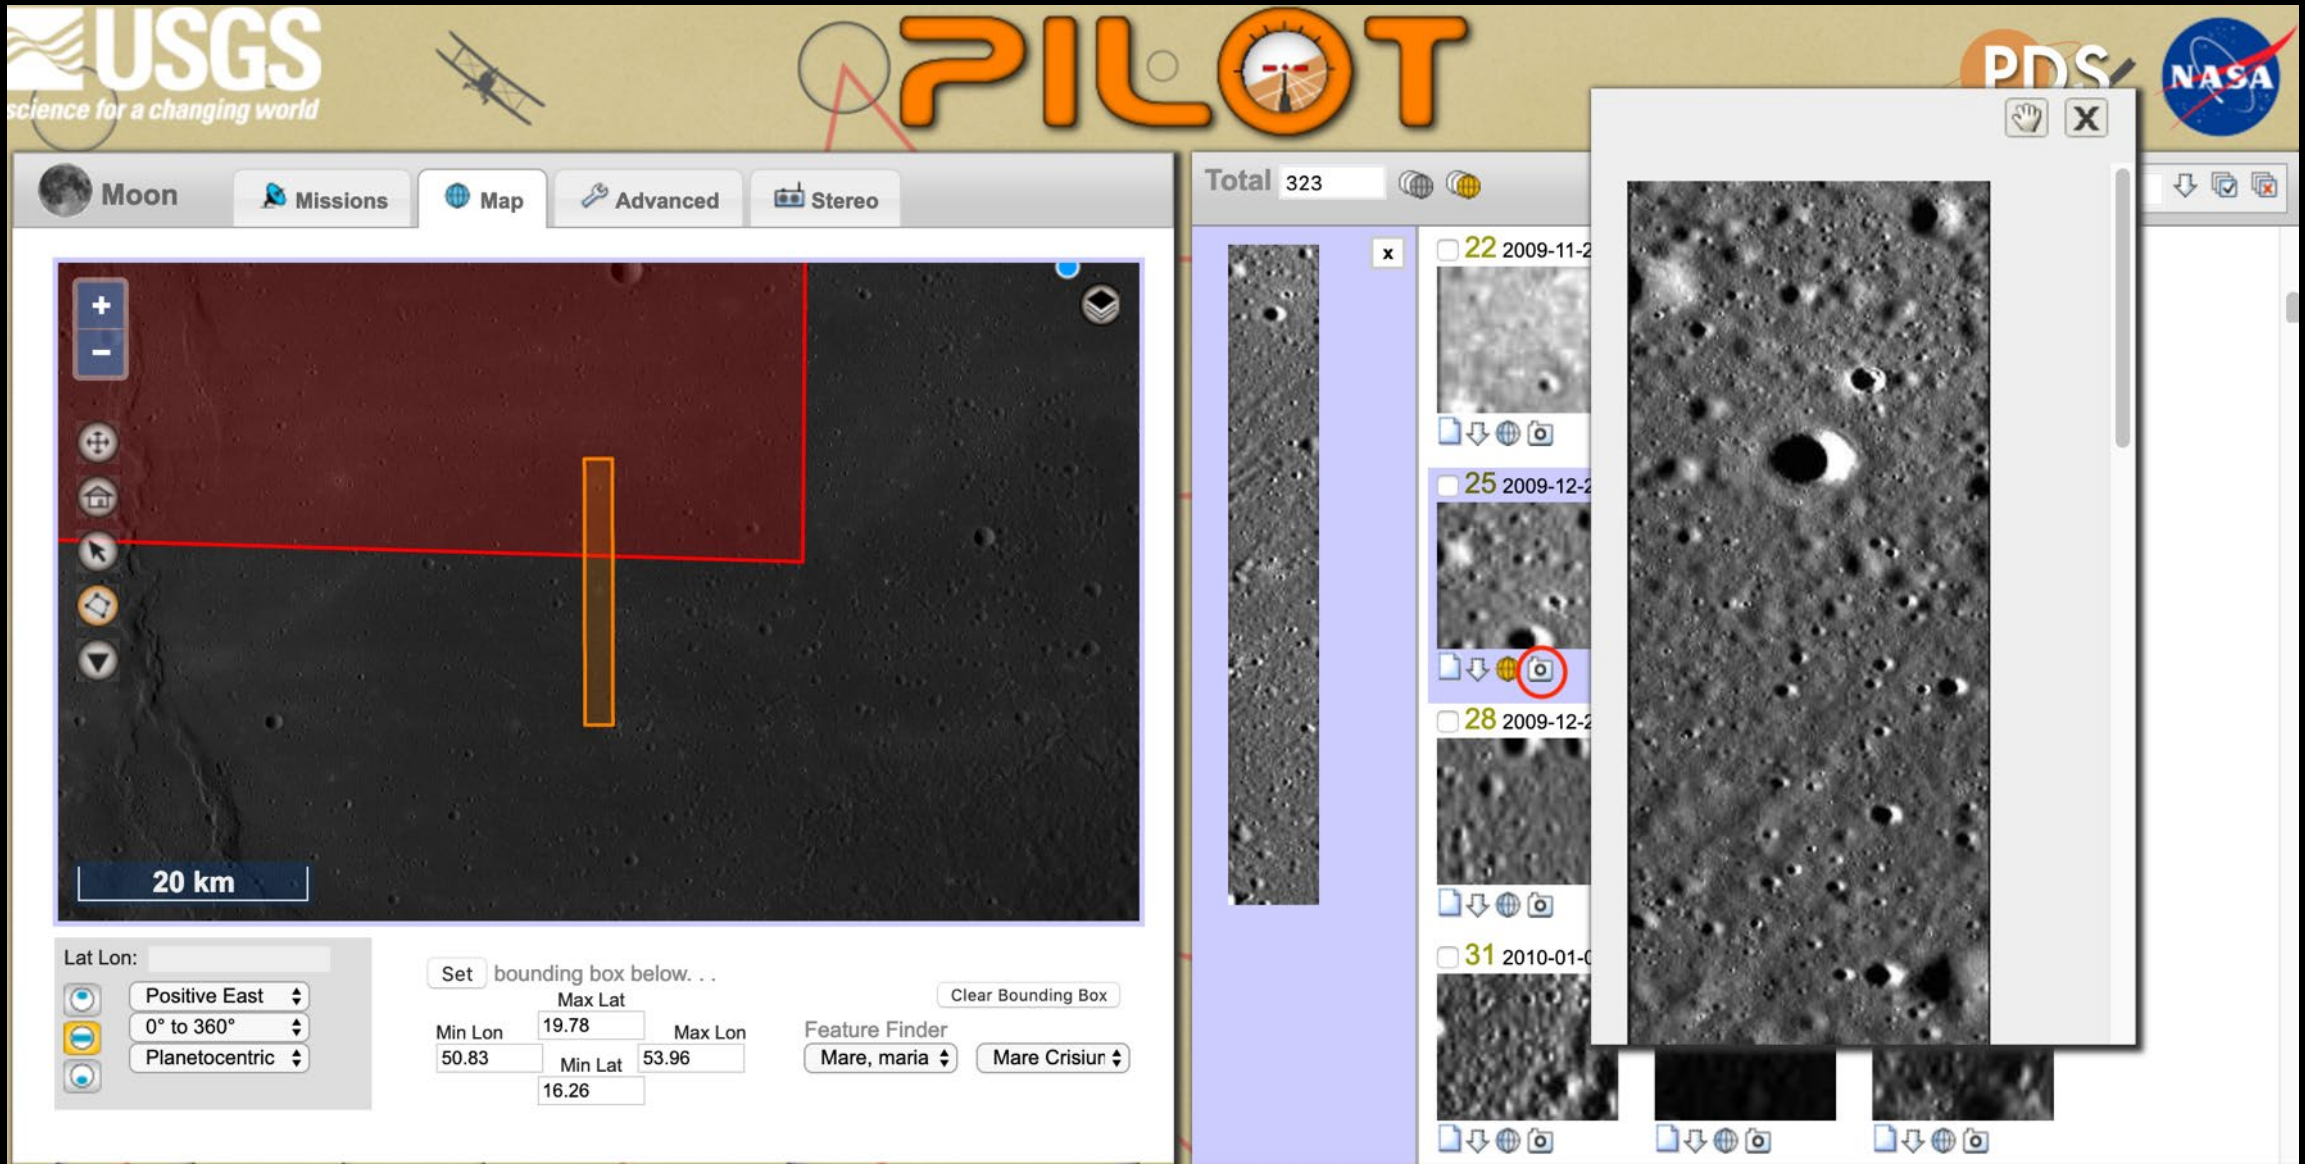 USGS
science for a changing world
PILOT
PDS
NASA
Moon
Missions
Map
Advanced
Stereo
Total 323
+
−
20 km
x
22 2009-11-2
25 2009-12-2
28 2009-12-2
31 2010-01-0
X
Lat Lon:
Positive East
0° to 360°
Planetocentric
Set bounding box below. . .
Max Lat
19.78
Min Lon
50.83
Max Lon
53.96
Min Lat
16.26
Clear Bounding Box
Feature Finder
Mare, maria
Mare Crisiur